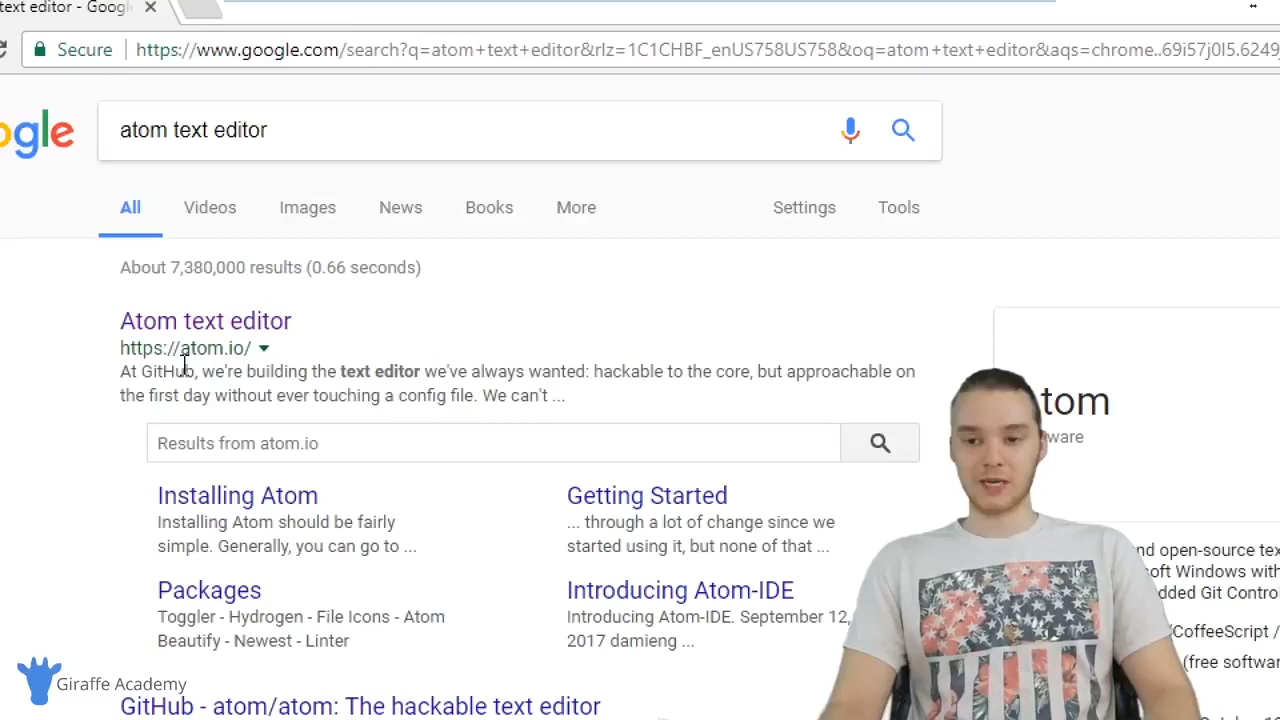 text editor - Googl
Secure https://www.google.com/search?q=atom+text+editor&rlz=1C1CHBF_enUS758US758&oq=atom+text+editor&aqs=chrome..69i57j0l5.6249
ogle
atom text editor
All Videos Images News Books More Settings Tools
About 7,380,000 results (0.66 seconds)
Atom text editor
https://atom.io/
At GitHub, we're building the text editor we've always wanted: hackable to the core, but approachable on
the first day without ever touching a config file. We can't ...
Results from atom.io
Installing Atom
Installing Atom should be fairly
simple. Generally, you can go to ...
Getting Started
... through a lot of change since we
started using it, but none of that ...
Packages
Toggler - Hydrogen - File Icons - Atom
Beautify - Newest - Linter
Introducing Atom-IDE
Introducing Atom-IDE. September 12,
2017 damieng ...
GitHub - atom/atom: The hackable text editor
tom
ware
nd open-source tex
soft Windows with
dded Git Contro
CoffeeScript /
(free softwar
Giraffe Academy